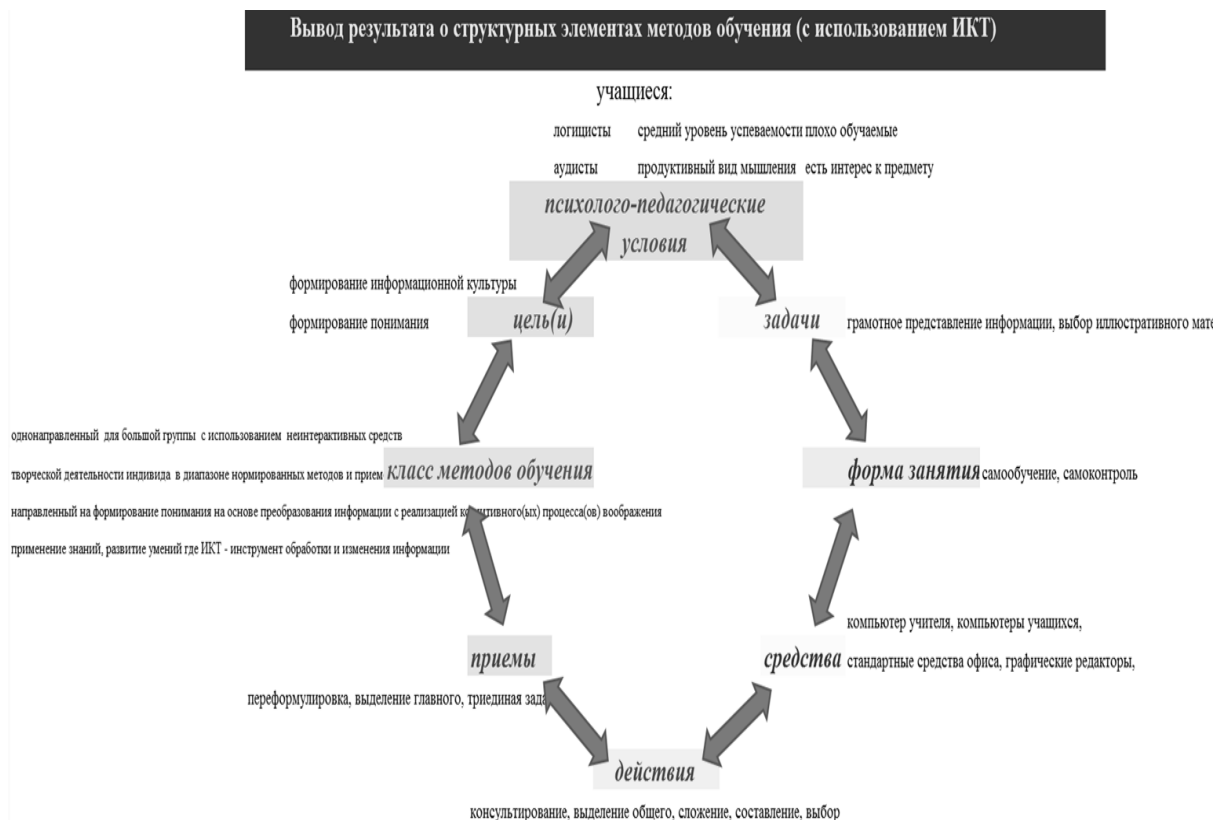 Вывод результата о структурных элементах методов обучения (с использованием ИКТ)
учащиеся:
логицисты средний уровень успеваемости плохо обучаемые
аудисты продуктивный вид мышления есть интерес к предмету
психолого-педагогические
условия
формирование информационной культуры
формирование понимания
цель(и)
задачи
грамотное представление информации, выбор иллюстративного
однонаправленный для большой группы с использованием неинтерактивных средств
творческой деятельности индивида в диапазоне нормированных методов и прием
класс методов обучения
направленный на формирование понимания на основе преобразования информации с реализацией когнитивного(ых) процесса(ов) воображения
применение знаний, развитие умений где ИКТ - инструмент обработки и изменения информации
форма занятия
самообучение, самоконтроль
приемы
переформулировка, выделение главного, триединая
средства
компьютер учителя, компьютеры учащихся,
стандартные средства офиса, графические редакторы,
действия
консультирование, выделение общего, сложение, составление, выбор